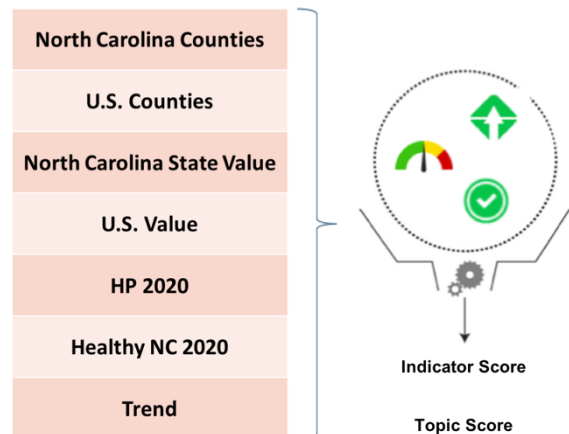 North Carolina Counties
U.S. Counties
North Carolina State Value
U.S. Value
HP 2020
Healthy NC 2020
Trend
Indicator Score
Topic Score